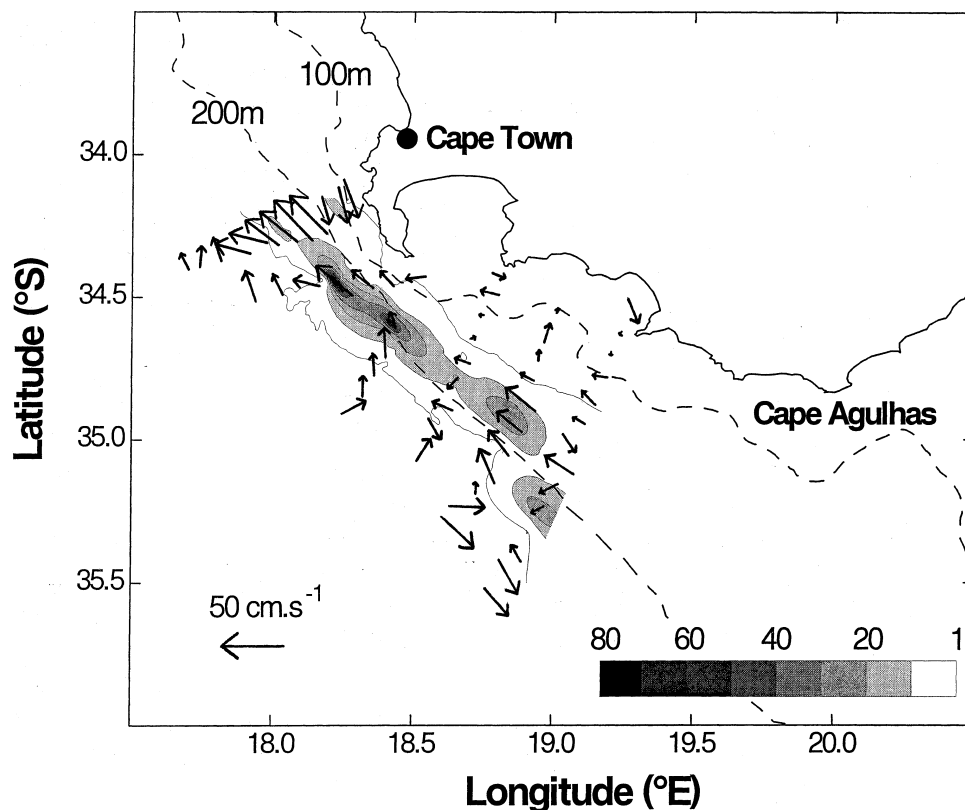 100m
200m
Cape Town
34.0
34.5
35.0
35.5
Latitude (°S)
Cape Agulhas
50 cm.s⁻¹
80 60 40 20 1
18.0 18.5 19.0 19.5 20.0
Longitude (°E)